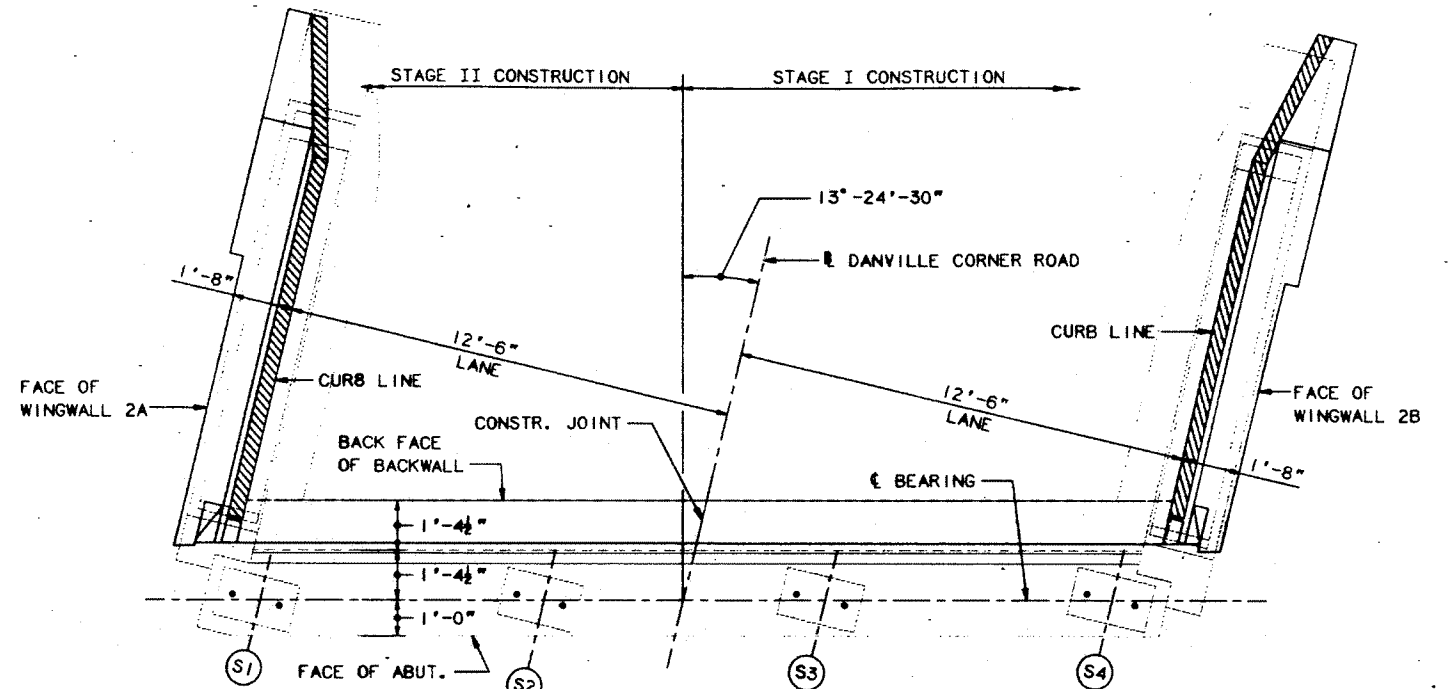 STAGE II CONSTRUCTION
STAGE I CONSTRUCTION
13°-24'-30"
℄ DANVILLE CORNER ROAD
1'-8"
12'-6"
LANE
CURB LINE
CURB LINE
12'-6"
LANE
FACE OF
WINGWALL 2A
FACE OF
WINGWALL 2B
CONSTR. JOINT
BACK FACE
OF BACKWALL
℄ BEARING
1'-8"
1'-4½"
1'-4½"
1'-0"
FACE OF ABUT.
S1
S2
S3
S4